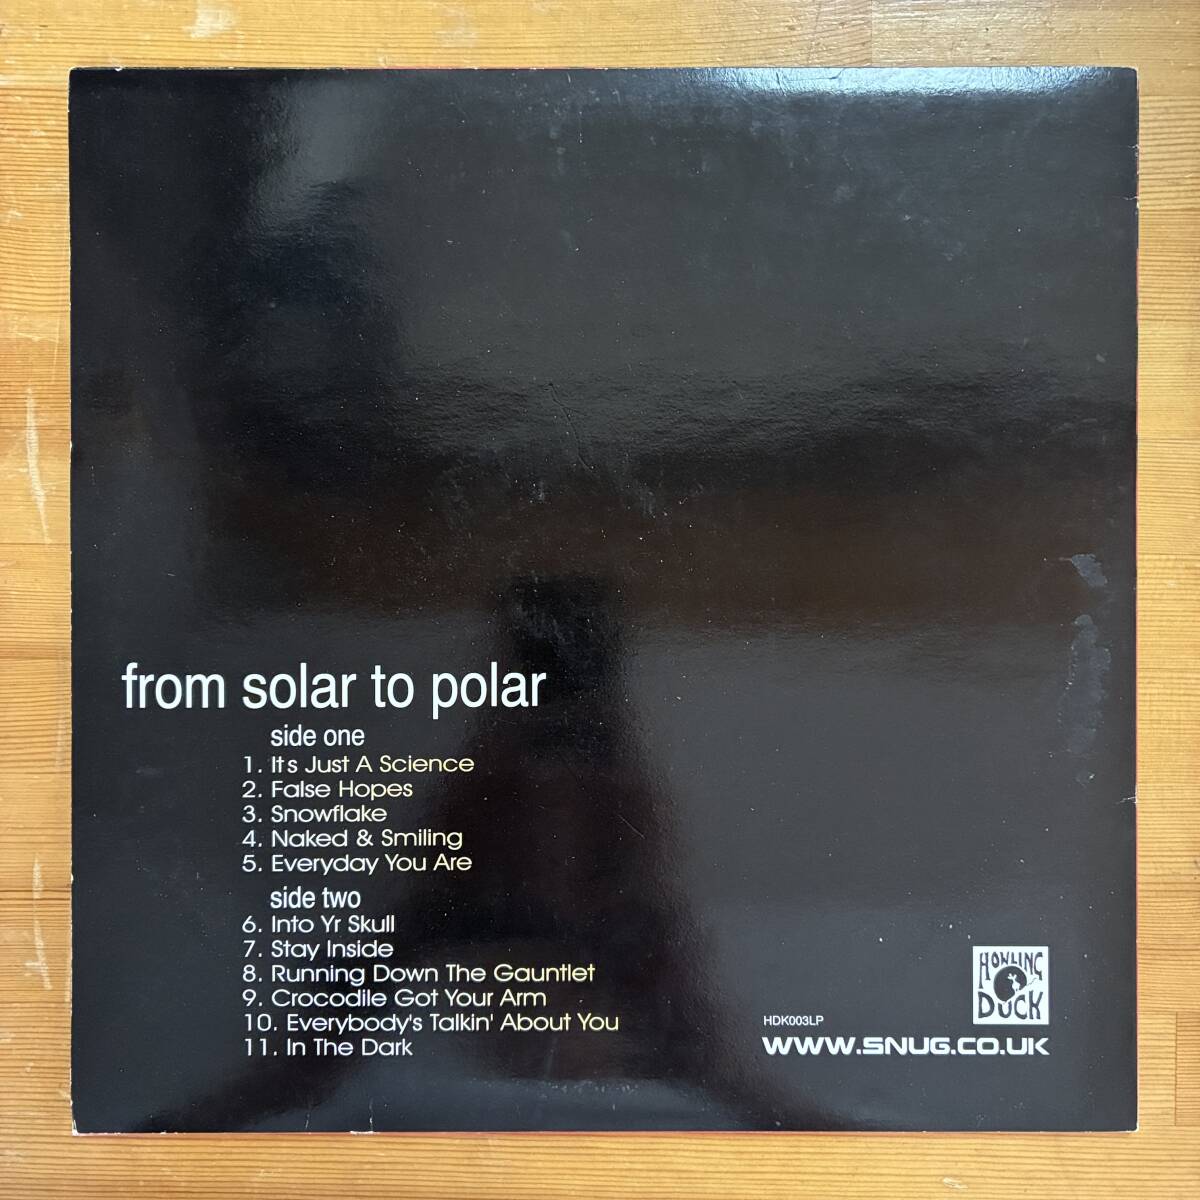 from solar to polar
side one
1. Its Just A Science
2. False Hopes
3. Snowflake
4. Naked & Smiling
5. Everyday You Are
side two
6. Into Yr Skull
7. Stay Inside
8. Running Down The Gauntlet
9. Crocodile Got Your Arm
10. Everybody's Talkin' About You
11. In The Dark
HOWLING
DUCK
HDK003LP
WWW.SNUG.CO.UK